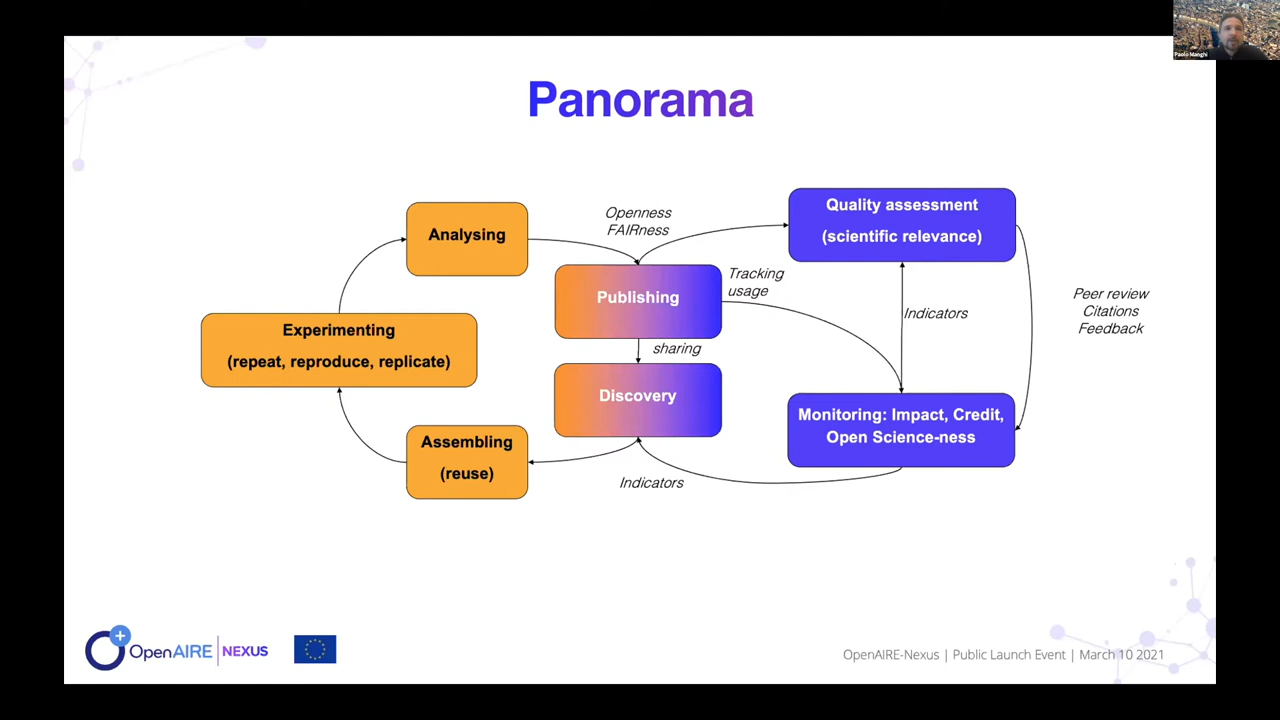 Paolo Manghi
Panorama
Analysing
Openness
FAIRness
Quality assessment
(scientific relevance)
Publishing
Tracking
usage
Experimenting
(repeat, reproduce, replicate)
sharing
Indicators
Peer review
Citations
Feedback
Discovery
Assembling
(reuse)
Monitoring: Impact, Credit,
Open Science-ness
Indicators
OpenAIRE NEXUS
OpenAIRE-Nexus | Public Launch Event | March 10 2021